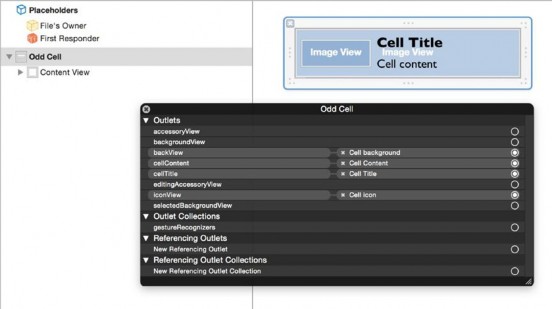 Placeholders
File's Owner
First Responder
Odd Cell
Content View
Image View
Image View
Cell Title
Cell content
Odd Cell
Outlets
accessoryView
backgroundView
backView Cell background
cellContent Cell Content
cellTitle Cell Title
editingAccessoryView
iconView Cell icon
selectedBackgroundView
Outlet Collections
gestureRecognizers
Referencing Outlets
New Referencing Outlet
Referencing Outlet Collections
New Referencing Outlet Collection